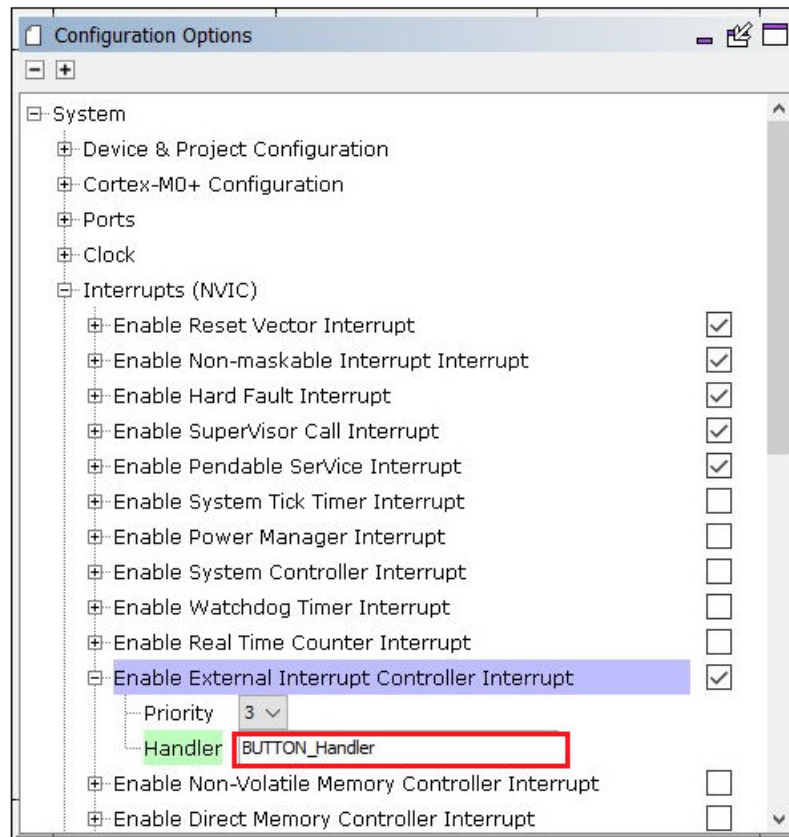 Configuration Options
System
Device & Project Configuration
Cortex-M0+ Configuration
Ports
Clock
Interrupts (NVIC)
Enable Reset Vector Interrupt
Enable Non-maskable Interrupt Interrupt
Enable Hard Fault Interrupt
Enable SuperVisor Call Interrupt
Enable Pendable SerVice Interrupt
Enable System Tick Timer Interrupt
Enable Power Manager Interrupt
Enable System Controller Interrupt
Enable Watchdog Timer Interrupt
Enable Real Time Counter Interrupt
Enable External Interrupt Controller Interrupt
Priority 3
Handler BUTTON_Handler
Enable Non-Volatile Memory Controller Interrupt
Enable Direct Memory Controller Interrupt